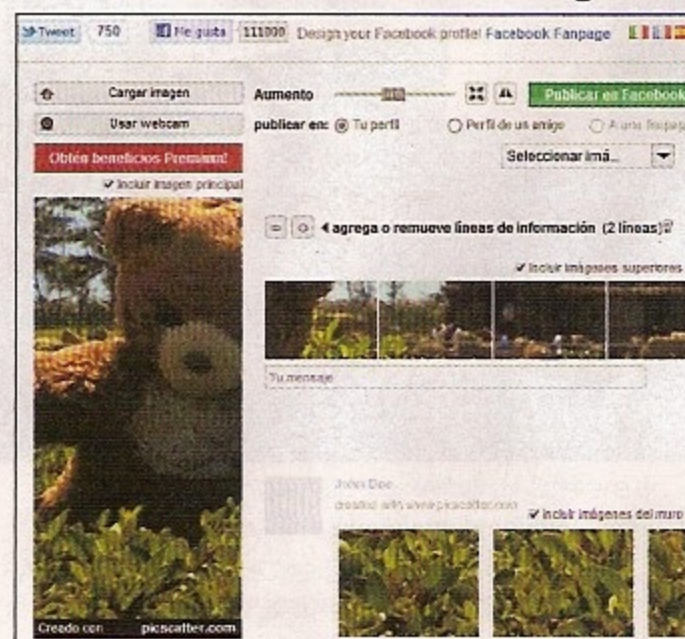 Tweet 750 Me gusta 111000 Design your Facebook profile! Facebook Fanpage
Cargar imagen
Aumento
Publicar en Facebook
Usar webcam
publicar en: Tu perfil Perfil de un amigo A una
Obtén beneficios Premium!
Seleccionar imá...
Incluir imagen principal
agrega o remueve líneas de información (2 líneas)
Incluir imágenes superiores
Tu mensaje
John Doe
created with www.picscatter.com
Incluir imágenes del muro
Creado con picscatter.com